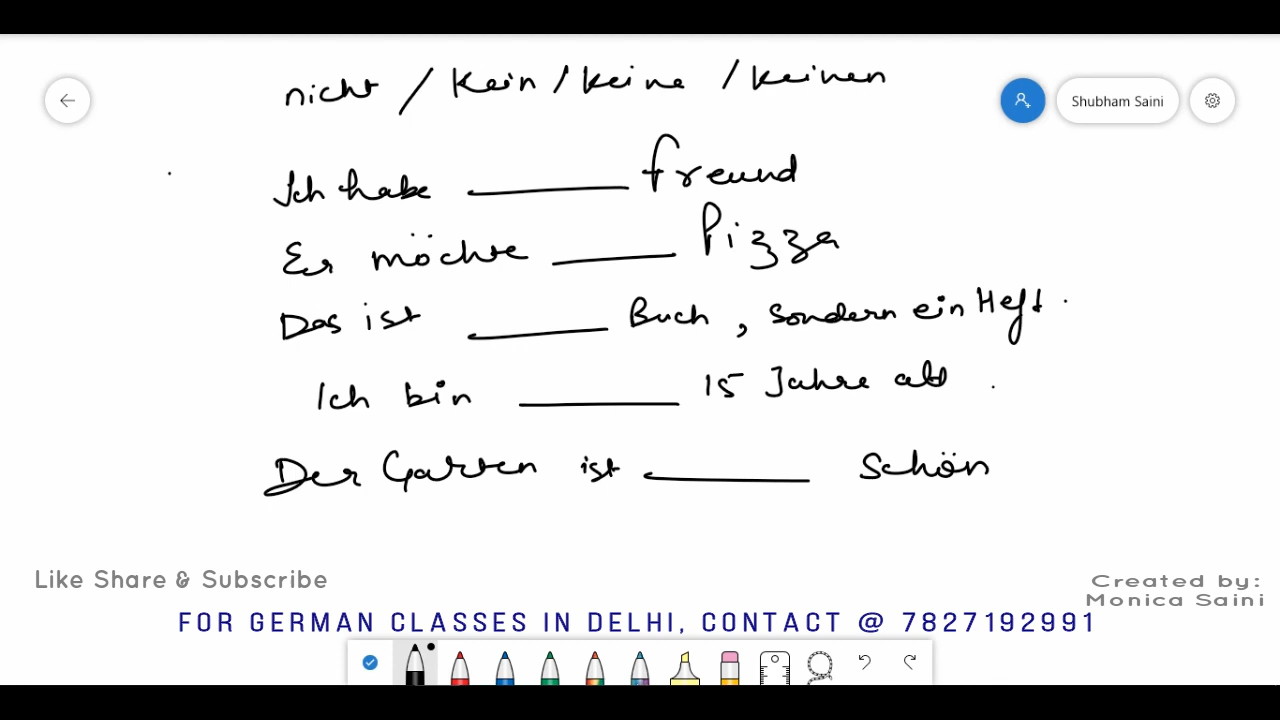 nicht / kein / keine / keinen
Shubham Saini
Ich habe ______ freund
Er möchte ______ Pizza
Das ist ______ Buch, sondern ein Heft.
Ich bin ______ 15 Jahre alt.
Der Garten ist ______ schön
Like Share & Subscribe
Created by:
Monica Saini
FOR GERMAN CLASSES IN DELHI, CONTACT @ 7827192991